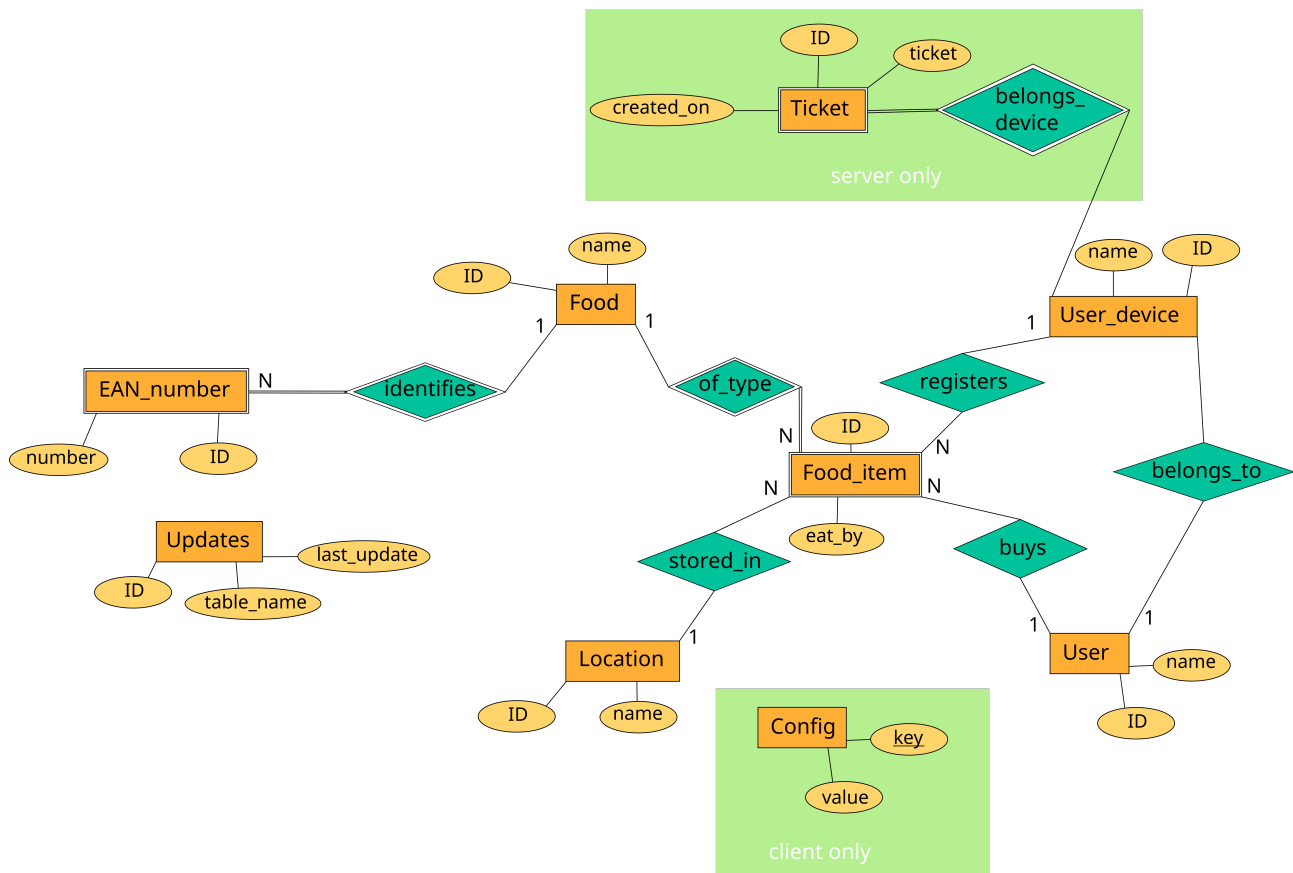 ID
ticket
created_on
Ticket
belongs_
device
server only
name
ID
Food
name
ID
User_device
1
1
1
EAN_number
N
identifies
of_type
registers
number
ID
N
ID
N
Food_item
N
N
belongs_to
eat_by
Updates
last_update
ID
table_name
stored_in
buys
1
1
1
Location
User
name
ID
name
ID
Config
key
value
client only